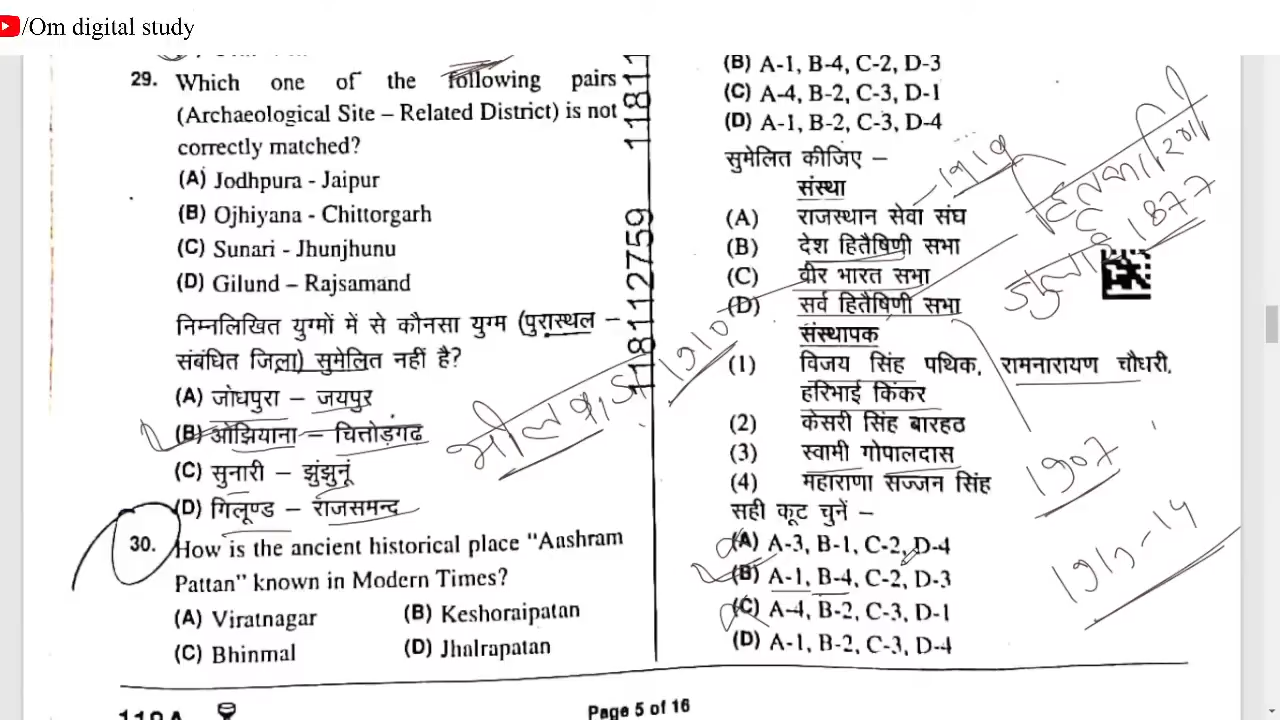 /Om digital study
29. Which one of the following pairs
(Archaeological Site – Related District) is not
correctly matched?
(A) Jodhpura - Jaipur
(B) Ojhiyana - Chittorgarh
(C) Sunari - Jhunjhunu
(D) Gilund – Rajsamand
निम्नलिखित युग्मों में से कौनसा युग्म (पुरास्थल –
संबंधित जिला) सुमेलित नहीं है?
(A) जोधपुरा – जयपुर
(B) ओझियाना – चित्तोड़गढ
(C) सुनारी – झुंझुनूं
(D) गिलूण्ड – राजसमन्द
भीलवाड़ा
30. How is the ancient historical place "Aashram
Pattan" known in Modern Times?
(A) Viratnagar (B) Keshoraipatan
(C) Bhinmal (D) Jhalrapatan
118112759
(B) A-1, B-4, C-2, D-3
(C) A-4, B-2, C-3, D-1
(D) A-1, B-2, C-3, D-4
सुमेलित कीजिए –
संस्था
(A) राजस्थान सेवा संघ
(B) देश हितैषिणी सभा
(C) वीर भारत सभा
(D) सर्व हितैषिणी सभा
संस्थापक
(1) विजय सिंह पथिक, रामनारायण चौधरी,
हरिभाई किंकर
(2) केसरी सिंह बारहठ
(3) स्वामी गोपालदास
(4) महाराणा सज्जन सिंह
सही कूट चुनें –
(A) A-3, B-1, C-2, D-4
(B) A-1, B-4, C-2, D-3
(C) A-4, B-2, C-3, D-1
(D) A-1, B-2, C-3, D-4
1910
हितकारिणी
जुलाई 1877
1907
Page 5 of 16